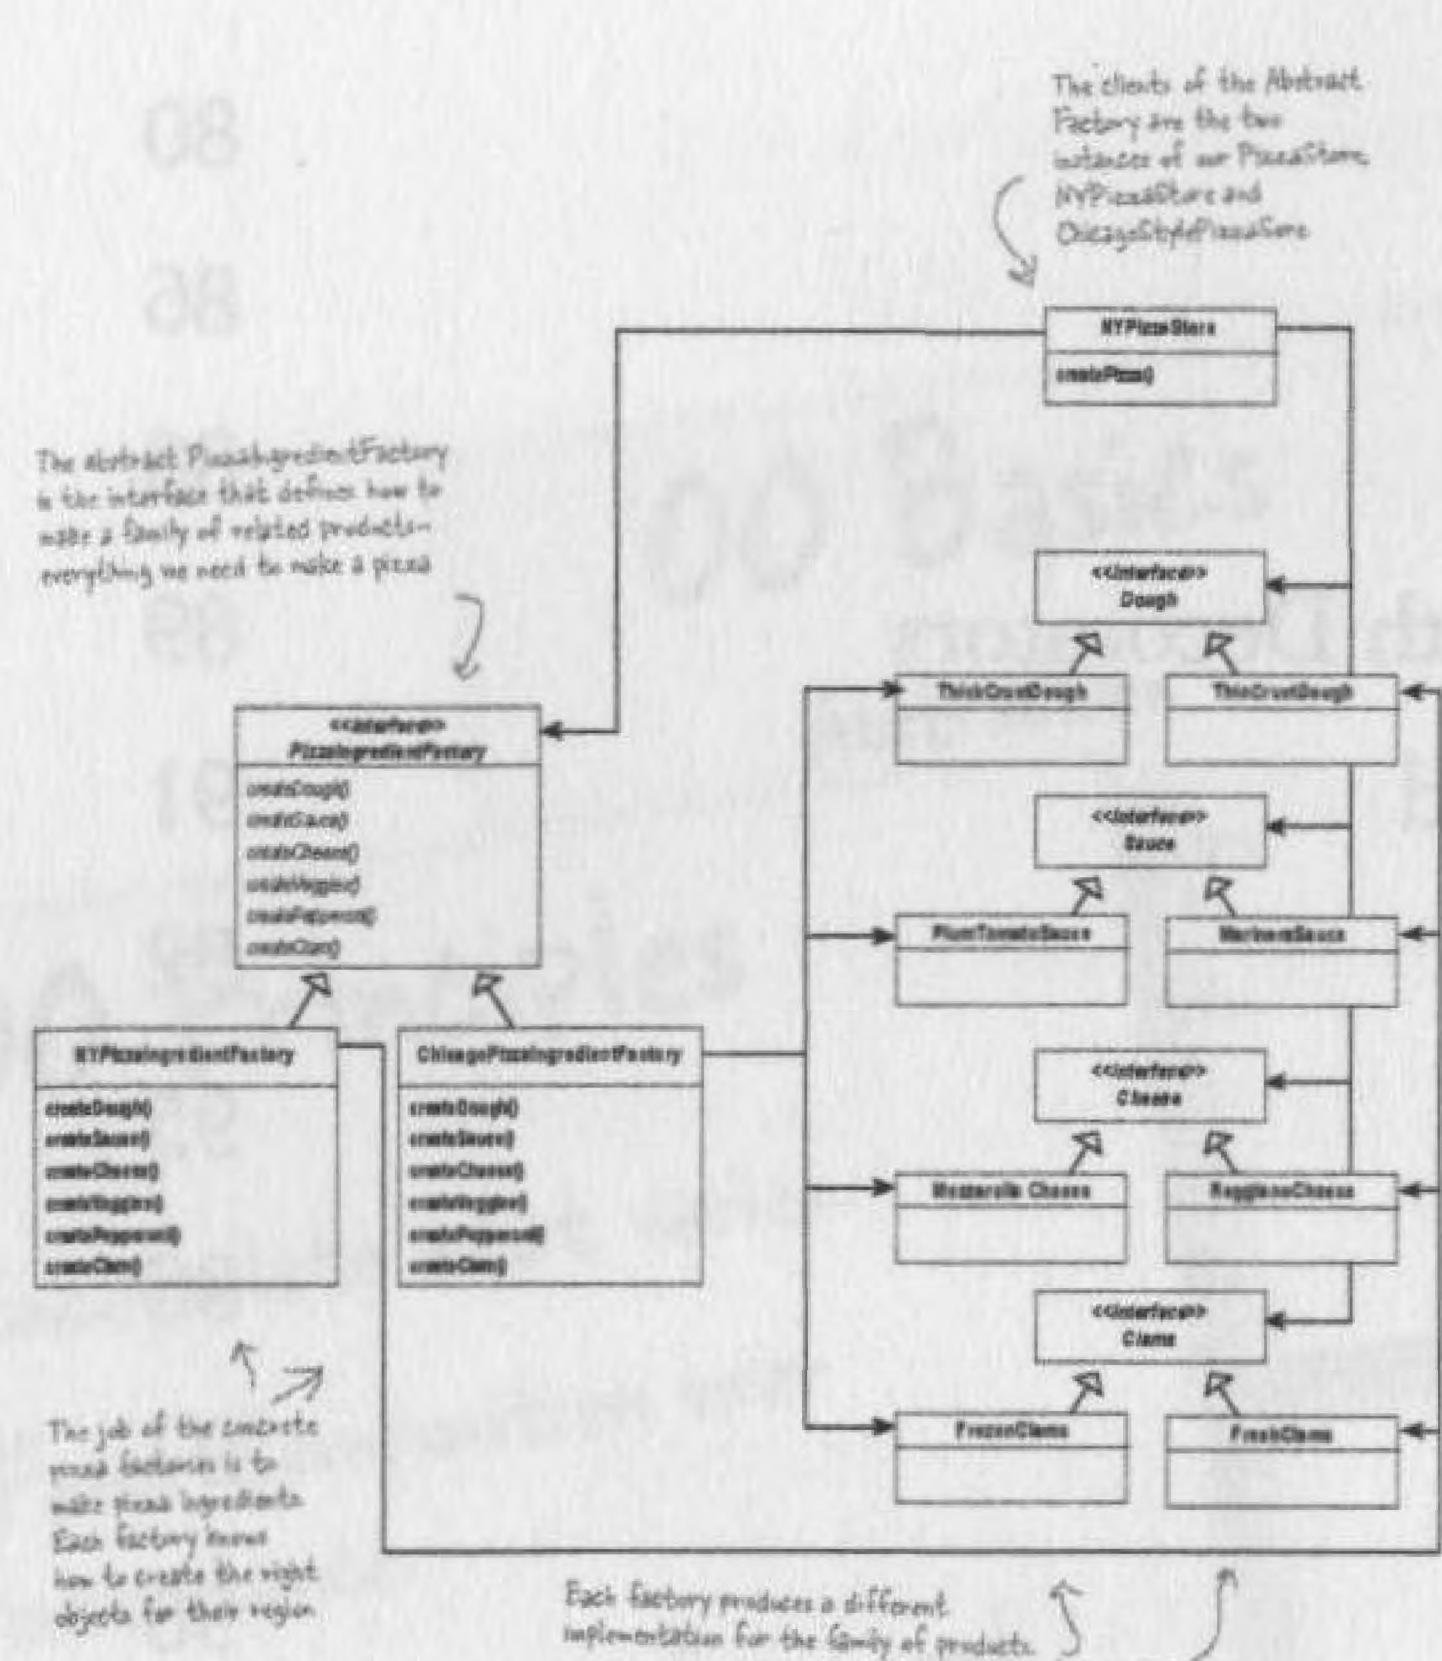 The clients of the Abstract
Factory are the two
instances of our PizzaStore,
NYPizzaStore and
ChicagoStylePizzaSore
NYPizzaStore
createPizza()
The abstract PizzaIngredientFactory
is the interface that defines how to
make a family of related products-
everything we need to make a pizza
<<interface>>
Dough
ThickCrustDough
ThinCrustDough
<<interface>>
PizzaIngredientFactory
createDough()
createSauce()
createCheese()
createVeggies()
createPepperoni()
createClam()
<<interface>>
Sauce
PlumTomatoSauce
MarinaraSauce
NYPizzaIngredientFactory
createDough()
createSauce()
createCheese()
createVeggies()
createPepperoni()
createClam()
ChicagoPizzaIngredientFactory
createDough()
createSauce()
createCheese()
createVeggies()
createPepperoni()
createClam()
<<interface>>
Cheese
Mozzarella Cheese
ReggianoCheese
<<interface>>
Clams
FrozenClams
FreshClams
The job of the concrete
pizza factories is to
make pizza ingredients.
Each factory knows
how to create the right
objects for their region
Each factory produces a different
implementation for the family of products.